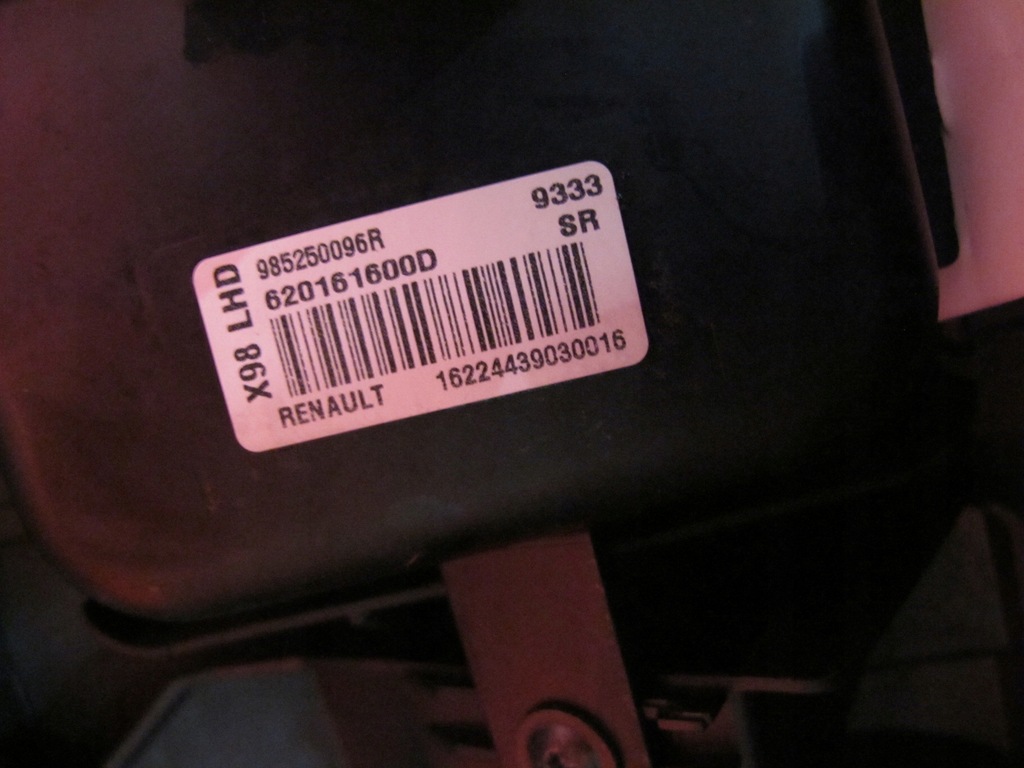 X98 LHD
985250096R
9333
620161600D
SR
RENAULT
16224439030016